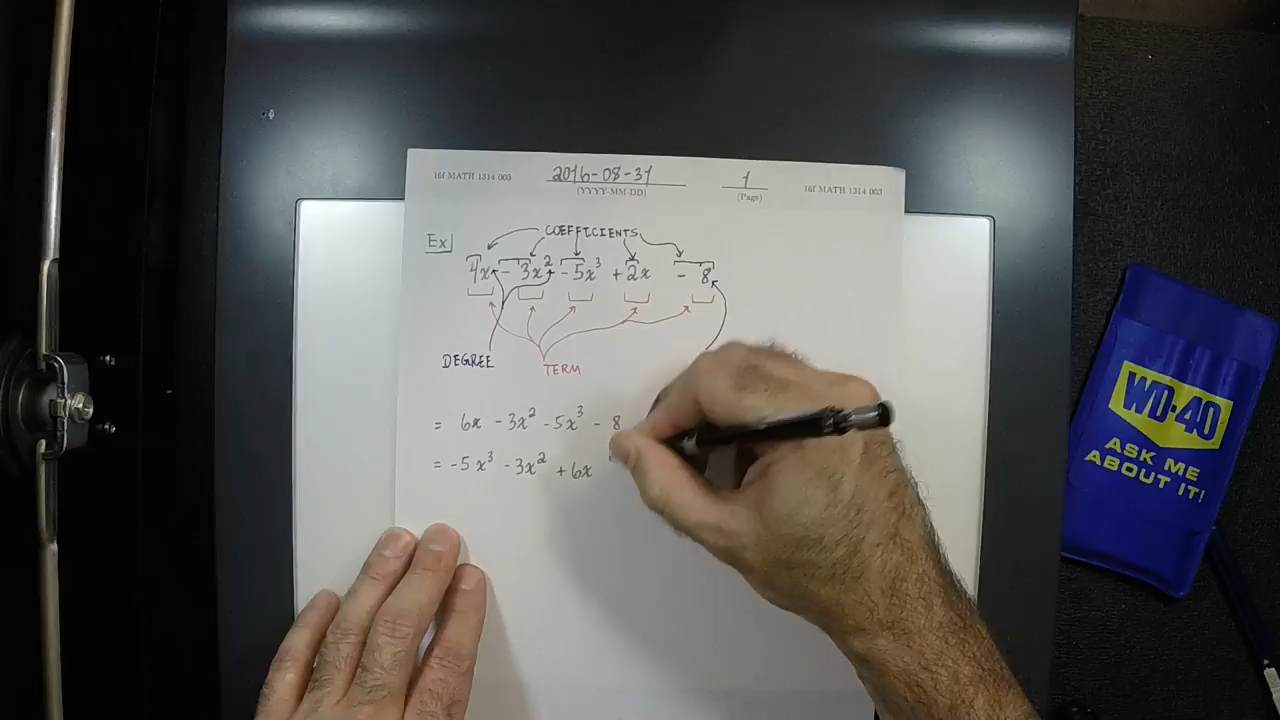 16f MATH 1314 003 2016-08-31 1 16f MATH 1314 003
(YYYY-MM-DD) (Page)
Ex] COEFFICIENTS
4x - 3x² - 5x³ + 2x - 8
DEGREE TERM
= 6x - 3x² - 5x³ - 8
= -5x³ - 3x² + 6x
WD-40
ASK ME
ABOUT IT!